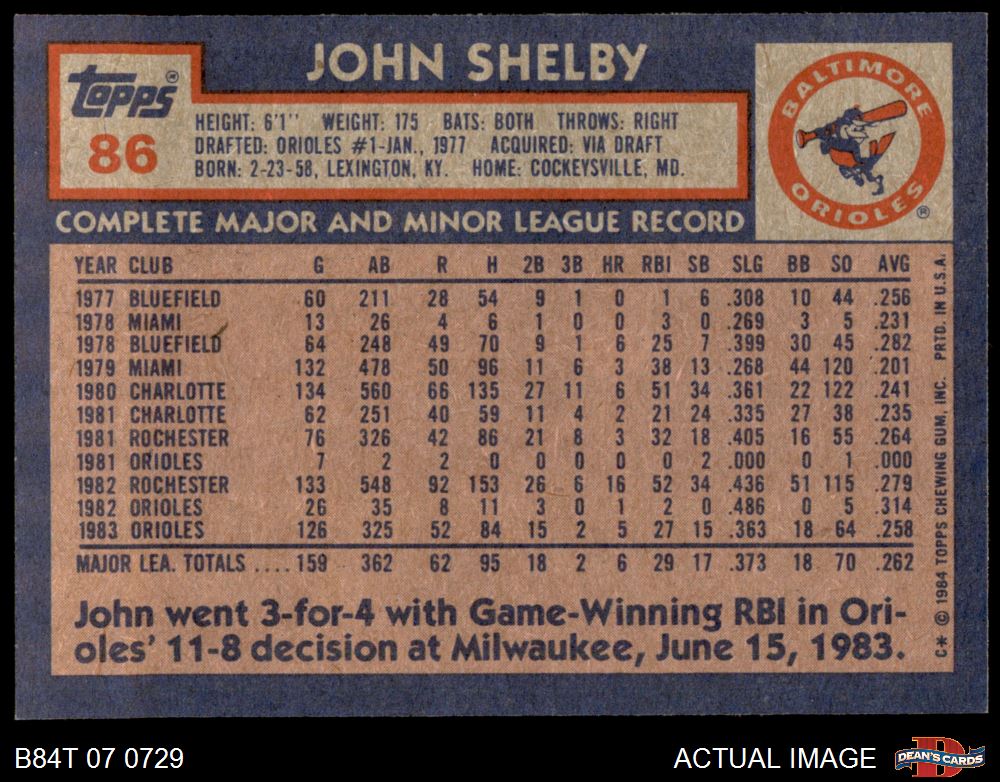 JOHN SHELBY
Topps®
86
HEIGHT: 6'1'' WEIGHT: 175 BATS: BOTH THROWS: RIGHT
DRAFTED: ORIOLES #1-JAN., 1977 ACQUIRED: VIA DRAFT
BORN: 2-23-58, LEXINGTON, KY. HOME: COCKEYSVILLE, MD.
BALTIMORE
ORIOLES ®
COMPLETE MAJOR AND MINOR LEAGUE RECORD
YEAR CLUB G AB R H 2B 3B HR RBI SB SLG BB SO AVG
1977 BLUEFIELD 60 211 28 54 9 1 0 1 6 .308 10 44 .256
1978 MIAMI 13 26 4 6 1 0 0 3 0 .269 3 5 .231
1978 BLUEFIELD 64 248 49 70 9 1 6 25 7 .399 30 45 .282
1979 MIAMI 132 478 50 96 11 6 3 38 13 .268 44 120 .201
1980 CHARLOTTE 134 560 66 135 27 11 6 51 34 .361 22 122 .241
1981 CHARLOTTE 62 251 40 59 11 4 2 21 24 .335 27 38 .235
1981 ROCHESTER 76 326 42 86 21 8 3 32 18 .405 16 55 .264
1981 ORIOLES 7 2 2 0 0 0 0 0 2 .000 0 1 .000
1982 ROCHESTER 133 548 92 153 26 6 16 52 34 .436 51 115 .279
1982 ORIOLES 26 35 8 11 3 0 1 2 0 .486 0 5 .314
1983 ORIOLES 126 325 52 84 15 2 5 27 15 .363 18 64 .258
MAJOR LEA. TOTALS .... 159 362 62 95 18 2 6 29 17 .373 18 70 .262
John went 3-for-4 with Game-Winning RBI in Ori-
oles' 11-8 decision at Milwaukee, June 15, 1983.
C* © 1984 TOPPS CHEWING GUM, INC. PRTD. IN U.S.A.
B84T 07 0729
ACTUAL IMAGE
D
DEAN'S CARDS